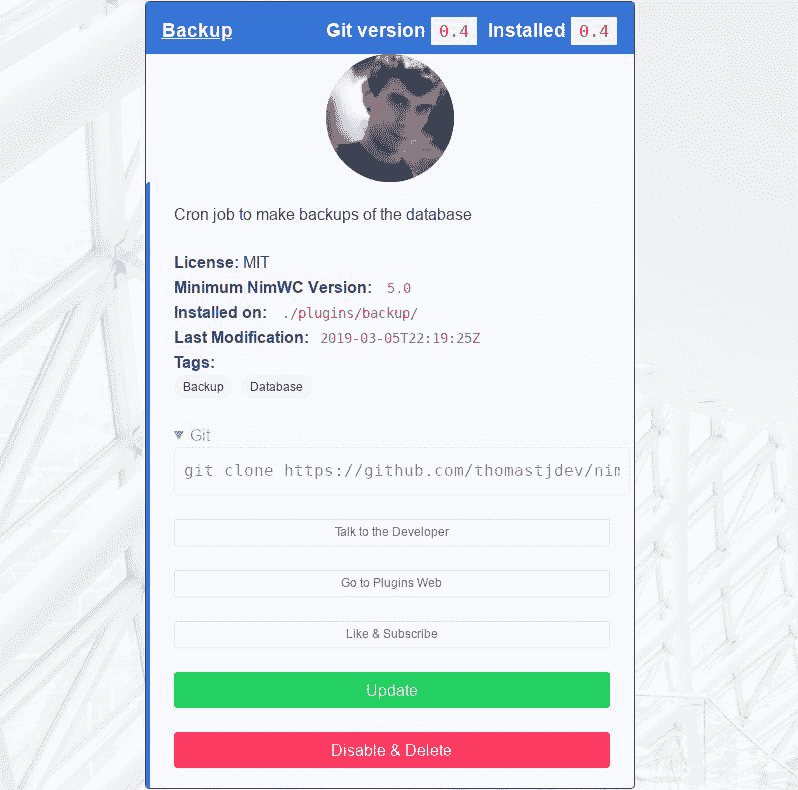 Backup Git version 0.4 Installed 0.4
Cron job to make backups of the database
License: MIT
Minimum NimWC Version: 5.0
Installed on: ./plugins/backup/
Last Modification: 2019-03-05T22:19:25Z
Tags:
Backup Database
Git
git clone https://github.com/thomastjdev/nim
Talk to the Developer
Go to Plugins Web
Like & Subscribe
Update
Disable & Delete